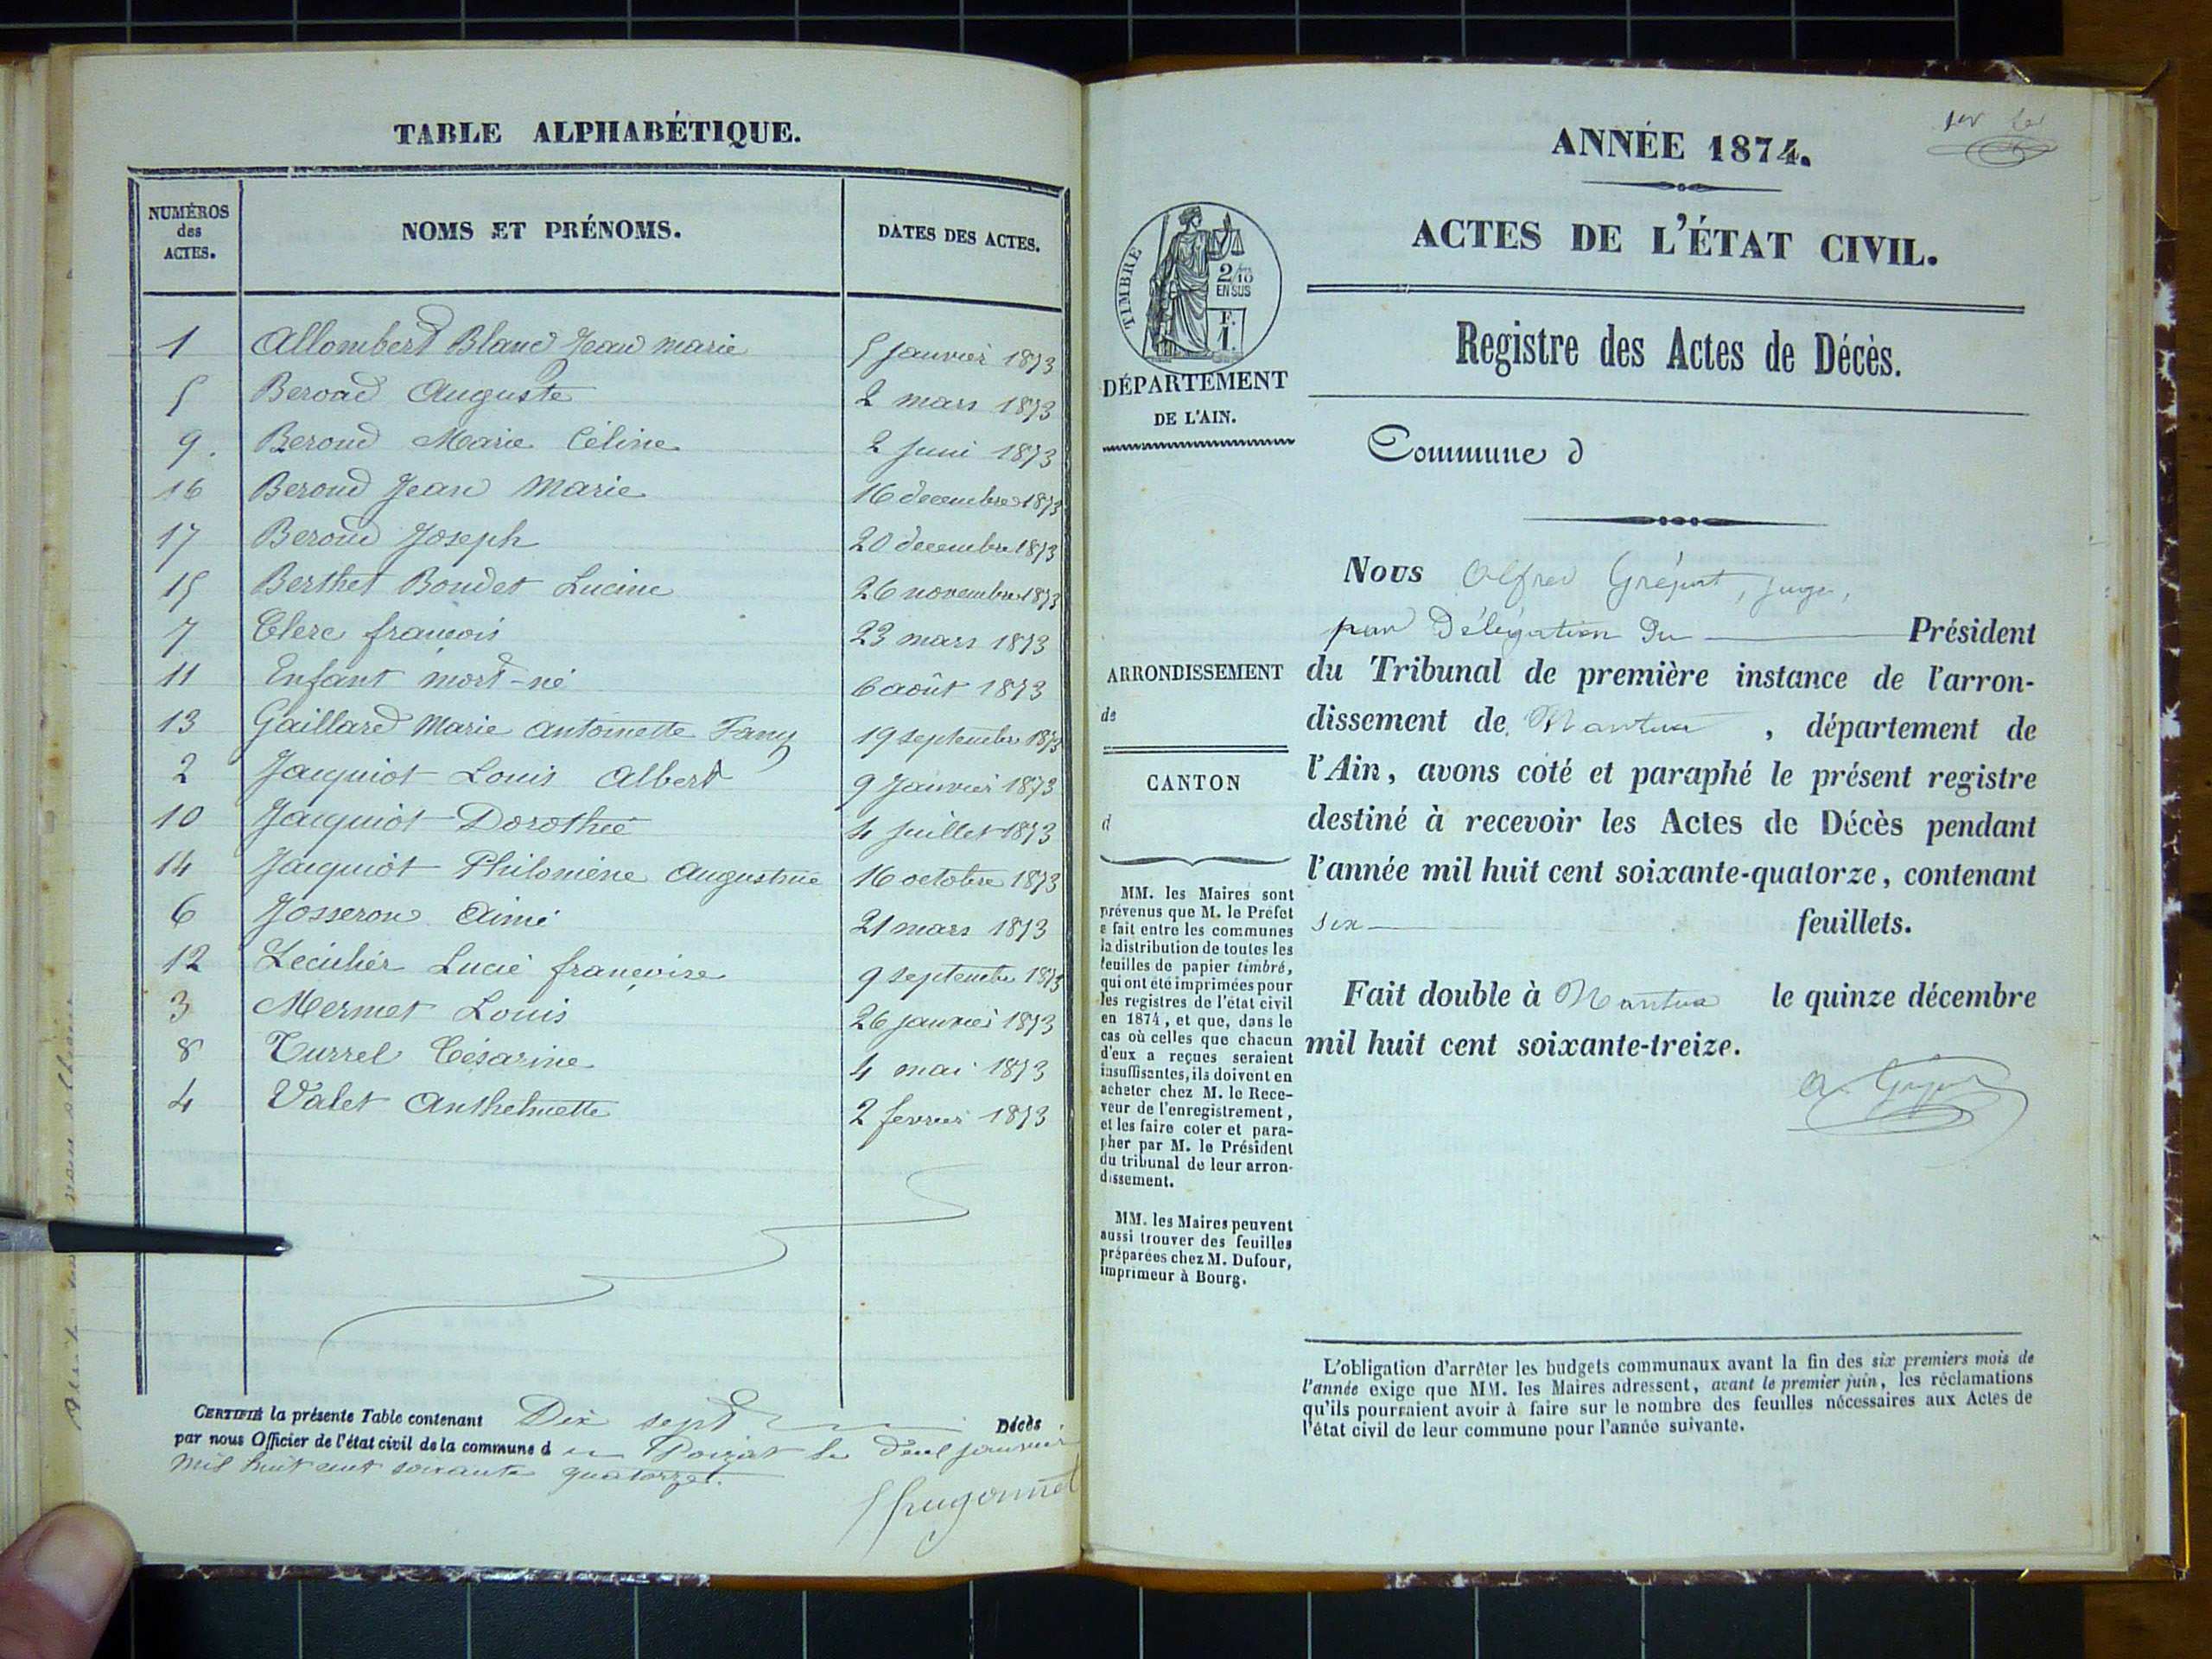 TABLE ALPHABÉTIQUE.
NUMÉROS des ACTES.
NOMS ET PRÉNOMS.
DATES DES ACTES.
1 Allombert Blanc Jean marie 5 Janvier 1873
5 Beroud Auguste 2 mars 1873
9. Beroud Marie Céline 2 Juni 1873
16 Beroud Jean Marie 16 decembre 1873
17 Beroud Joseph 20 decembre 1873
15 Berthet Bondet Lucine 26 novembre 1873
7 Clerc françois 23 mars 1873
11 Enfant mort-né 6 août 1873
13 Gaillard Marie antoinette Fany 19 septembre 1873
2 Jacquiot Louis Albert 9 Janvier 1873
10 Jacquiot Dorothée 4 Juillet 1873
14 Jacquiot Philomène Augustine 16 octobre 1873
6 Josseron Aimé 21 mars 1873
12 Leculier Lucie françoise 9 septembre 1873
3 Mermet Louis 26 janvier 1873
8 Turrel Césarine 4 mai 1873
4 Valet Anthelmette 2 fevrier 1873
CERTIFIÉ la présente Table contenant Dix sept Décès
par nous Officier de l'état civil de la commune d u Poizat le deux janvier
mil huit cent soixante quatorze.
Hugonnet
1er
ANNÉE 1874.
ACTES DE L'ÉTAT CIVIL.
TIMBRE
2/10
EN SUS
F.
1.
DÉPARTEMENT
DE L'AIN.
Registre des Actes de Décès.
Commune d
Nous Alfred Grépat, juge,
par Délégation du Président
du Tribunal de première instance de l'arron-
dissement de Nantua, département de
l'Ain, avons coté et paraphé le présent registre
destiné à recevoir les Actes de Décès pendant
l'année mil huit cent soixante-quatorze, contenant
six feuillets.
Fait double à Nantua le quinze décembre
mil huit cent soixante-treize.
ARRONDISSEMENT
de
CANTON
d
MM. les Maires sont
prévenus que M. le Préfet
a fait entre les communes
la distribution de toutes les
feuilles de papier timbré,
qui ont été imprimées pour
les registres de l'état civil
en 1874, et que, dans le
cas où celles que chacun
d'eux a reçues seraient
insuffisantes, ils doivent en
acheter chez M. le Rece-
veur de l'enregistrement,
et les faire coter et para-
pher par M. le Président
du tribunal de leur arron-
dissement.
MM. les Maires peuvent
aussi trouver des feuilles
préparées chez M. Dufour,
imprimeur à Bourg.
L'obligation d'arrêter les budgets communaux avant la fin des six premiers mois de
l'année exige que MM. les Maires adressent, avant le premier juin, les réclamations
qu'ils pourraient avoir à faire sur le nombre des feuilles nécessaires aux Actes de
l'état civil de leur commune pour l'année suivante.